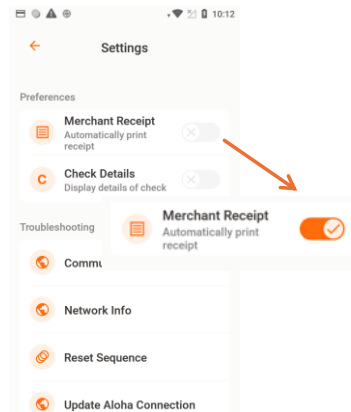 10:12
Settings
Preferences
Merchant Receipt
Automatically print
receipt
C
Check Details
Display details of check
Troubleshooting
Merchant Receipt
Automatically print
receipt
Commu
Network Info
Reset Sequence
Update Aloha Connection